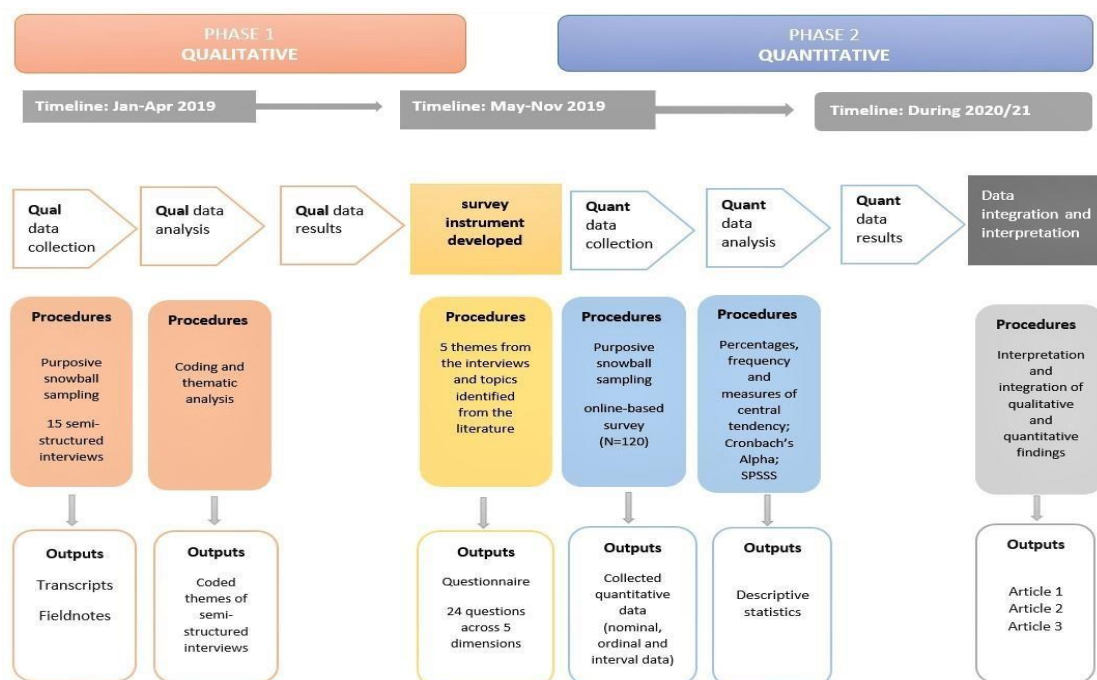 PHASE 1
QUALITATIVE
PHASE 2
QUANTITATIVE
Timeline: Jan-Apr 2019
Timeline: May-Nov 2019
Timeline: During 2020/21
Qual
data
collection
Qual data
analysis
Qual data
results
survey
instrument
developed
Quant
data
collection
Quant
data
analysis
Quant
data
results
Data
integration and
interpretation
Procedures
Purposive
snowball
sampling
15 semi-
structured
interviews
Procedures
Coding and
thematic
analysis
Procedures
5 themes from
the interviews
and topics
identified
from the
literature
Procedures
Purposive
snowball
sampling
online-based
survey
(N=120)
Procedures
Percentages,
frequency
and
measures of
central
tendency;
Cronbach's
Alpha;
SPSSS
Procedures
Interpretation
and
integration of
qualitative
and
quantitative
findings
Outputs
Transcripts
Fieldnotes
Outputs
Coded
themes of
semi-
structured
interviews
Outputs
Questionnaire
24 questions
across 5
dimensions
Outputs
Collected
quantitative
data
(nominal,
ordinal and
interval data)
Outputs
Descriptive
statistics
Outputs
Article 1
Article 2
Article 3